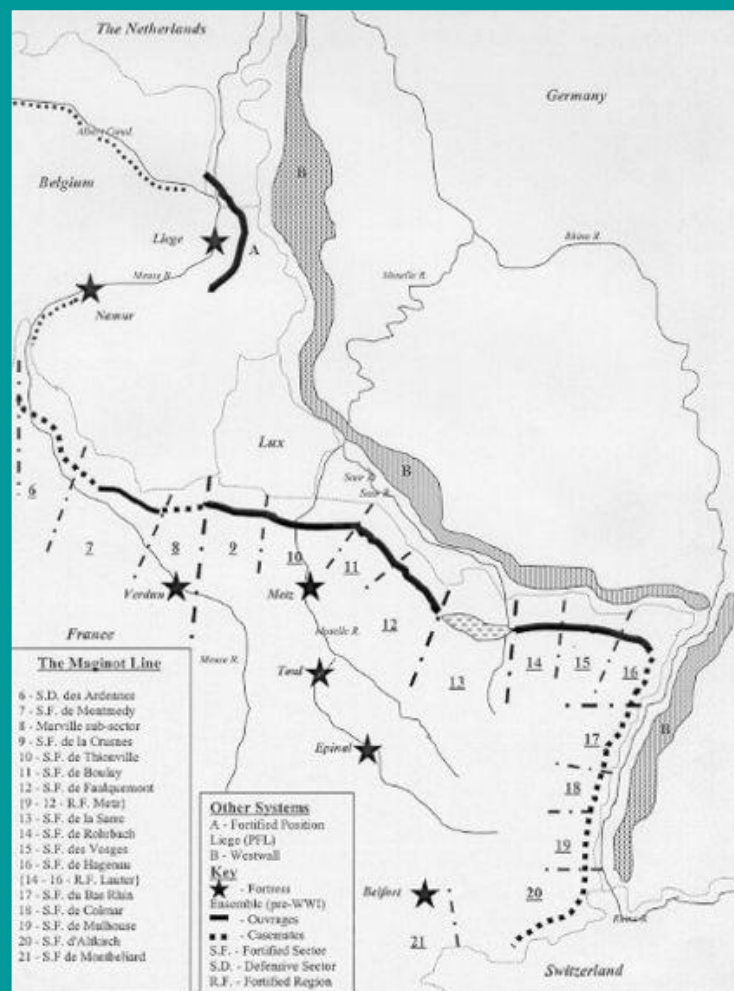 The Netherlands
Germany
Albert Canal
Belgium
B
Liege
A
Rhine R.
Meuse R.
Moselle R.
Namur
Lux
B
Saar R.
6
7
8
9
10
11
Verdun
Metz
12
France
Moselle R.
Meuse R.
13
14
15
16
Toul
17
B
Epinal
18
19
Belfort
20
21
Switzerland
The Maginot Line
6 - S.D. des Ardennes
7 - S.F. de Montmedy
8 - Marville sub-sector
9 - S.F. de la Crusnes
10 - S.F. de Thionville
11 - S.F. de Boulay
12 - S.F. de Faulquemont
[9 - 12 - R.F. Metz]
13 - S.F. de la Sarre
14 - S.F. de Rohrbach
15 - S.F. des Vosges
16 - S.F. de Hagenau
[14 - 16 - R.F. Lauter]
17 - S.F. du Bas Rhin
18 - S.F. de Colmar
19 - S.F. de Mulhouse
20 - S.F. d'Altkirch
21 - S.F de Montbeliard
Other Systems
A - Fortified Position
Liege (PFL)
B - Westwall
Key
- Fortress
Ensemble (pre-WWI)
- Ouvrages
- Casemates
S.F. - Fortified Sector
S.D. - Defensive Sector
R.F. - Fortified Region